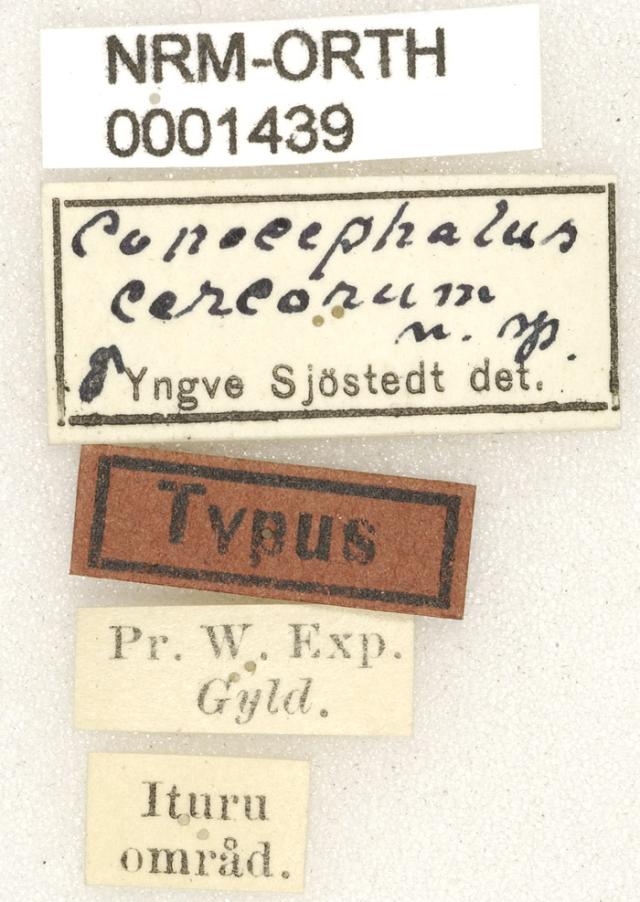 NRM-ORTH
0001439
Conocephalus
cercorum
n. sp.
Yngve Sjöstedt det.
Typus
Pr. W. Exp.
Gyld.
Ituru
områd.